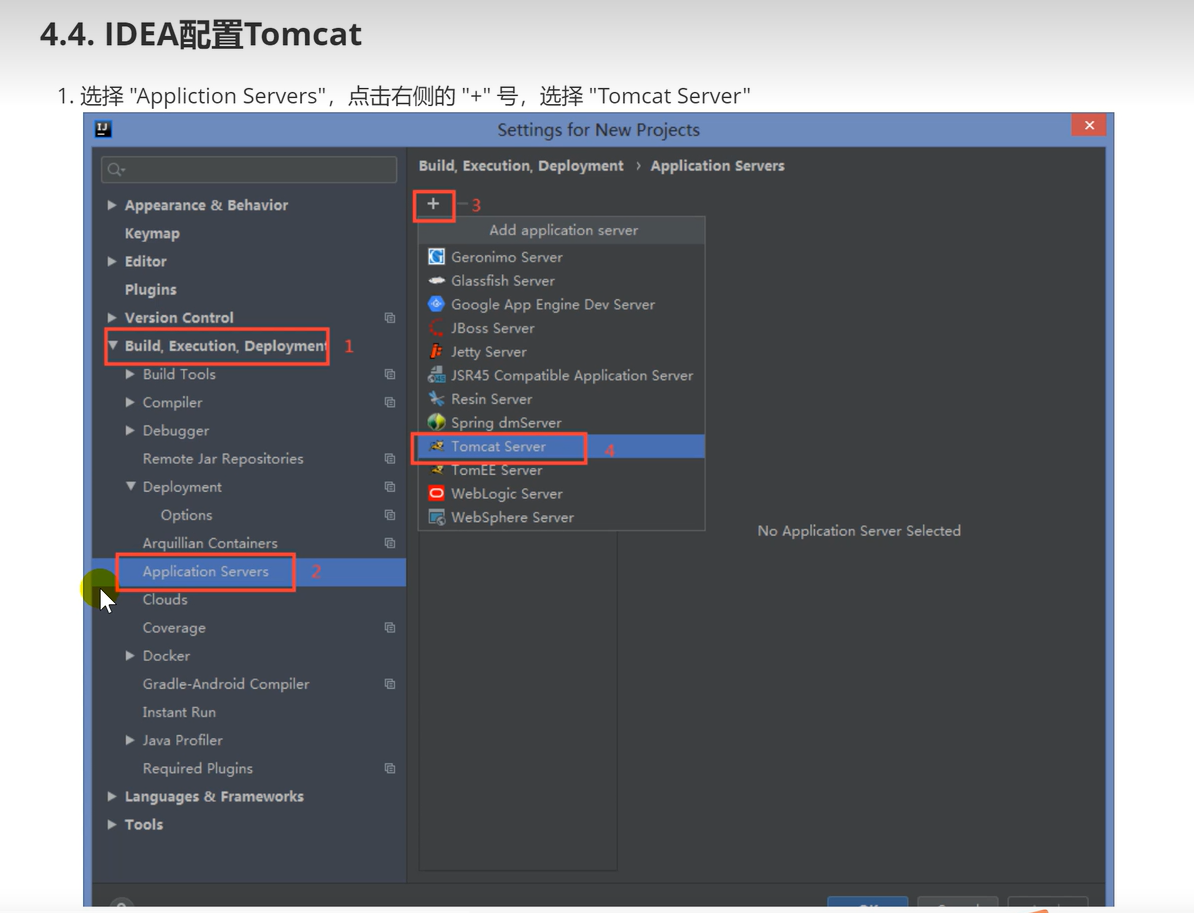 4.4. IDEA配置Tomcat
1. 选择 "Appliction Servers"，点击右侧的 "+" 号，选择 "Tomcat Server"
Settings for New Projects
Build, Execution, Deployment › Application Servers
Appearance & Behavior
Keymap
Editor
Plugins
Version Control
Build, Execution, Deployment 1
Build Tools
Compiler
Debugger
Remote Jar Repositories
Deployment
Options
Arquillian Containers
Application Servers 2
Clouds
Coverage
Docker
Gradle-Android Compiler
Instant Run
Java Profiler
Required Plugins
Languages & Frameworks
Tools
+ 3
Add application server
Geronimo Server
Glassfish Server
Google App Engine Dev Server
JBoss Server
Jetty Server
JSR45 Compatible Application Server
Resin Server
Spring dmServer
Tomcat Server 4
TomEE Server
WebLogic Server
WebSphere Server
No Application Server Selected